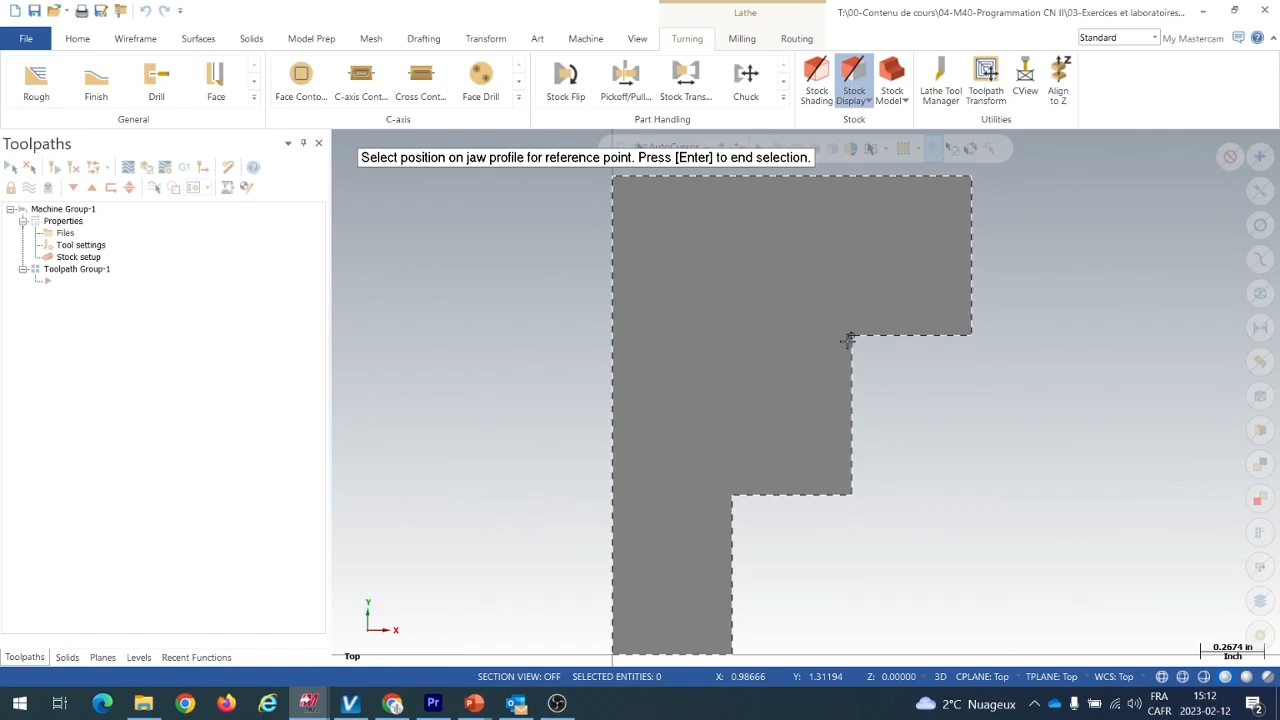 Lathe
T:\00-Contenu de cours\04-M40-Programmation CN II\03-Exercices et laboratoires...
File Home Wireframe Surfaces Solids Model Prep Mesh Drafting Transform Art Machine View Turning Milling Routing
Standard My Mastercam
Rough Finish Drill Face
General
Face Conto... C-axis Cont... Cross Cont... Face Drill
C-axis
Stock Flip Pickoff/Pull... Stock Trans... Chuck
Part Handling
Stock Shading Stock Display Stock Model
Stock
Lathe Tool Manager Toolpath Transform CView Align to Z
Utilities
Toolpaths
AutoCursor
Select position on jaw profile for reference point. Press [Enter] to end selection.
G1
Machine Group-1
Properties
Files
Tool settings
Stock setup
Toolpath Group-1
Y
X
Top
0.2674 in
Inch
Toolpaths Solids Planes Levels Recent Functions
SECTION VIEW: OFF SELECTED ENTITIES: 0 X: 0.98666 Y: 1.31194 Z: 0.00000 3D CPLANE: Top TPLANE: Top WCS: Top
2°C Nuageux
FRA
CAFR
15:12
2023-02-12
2